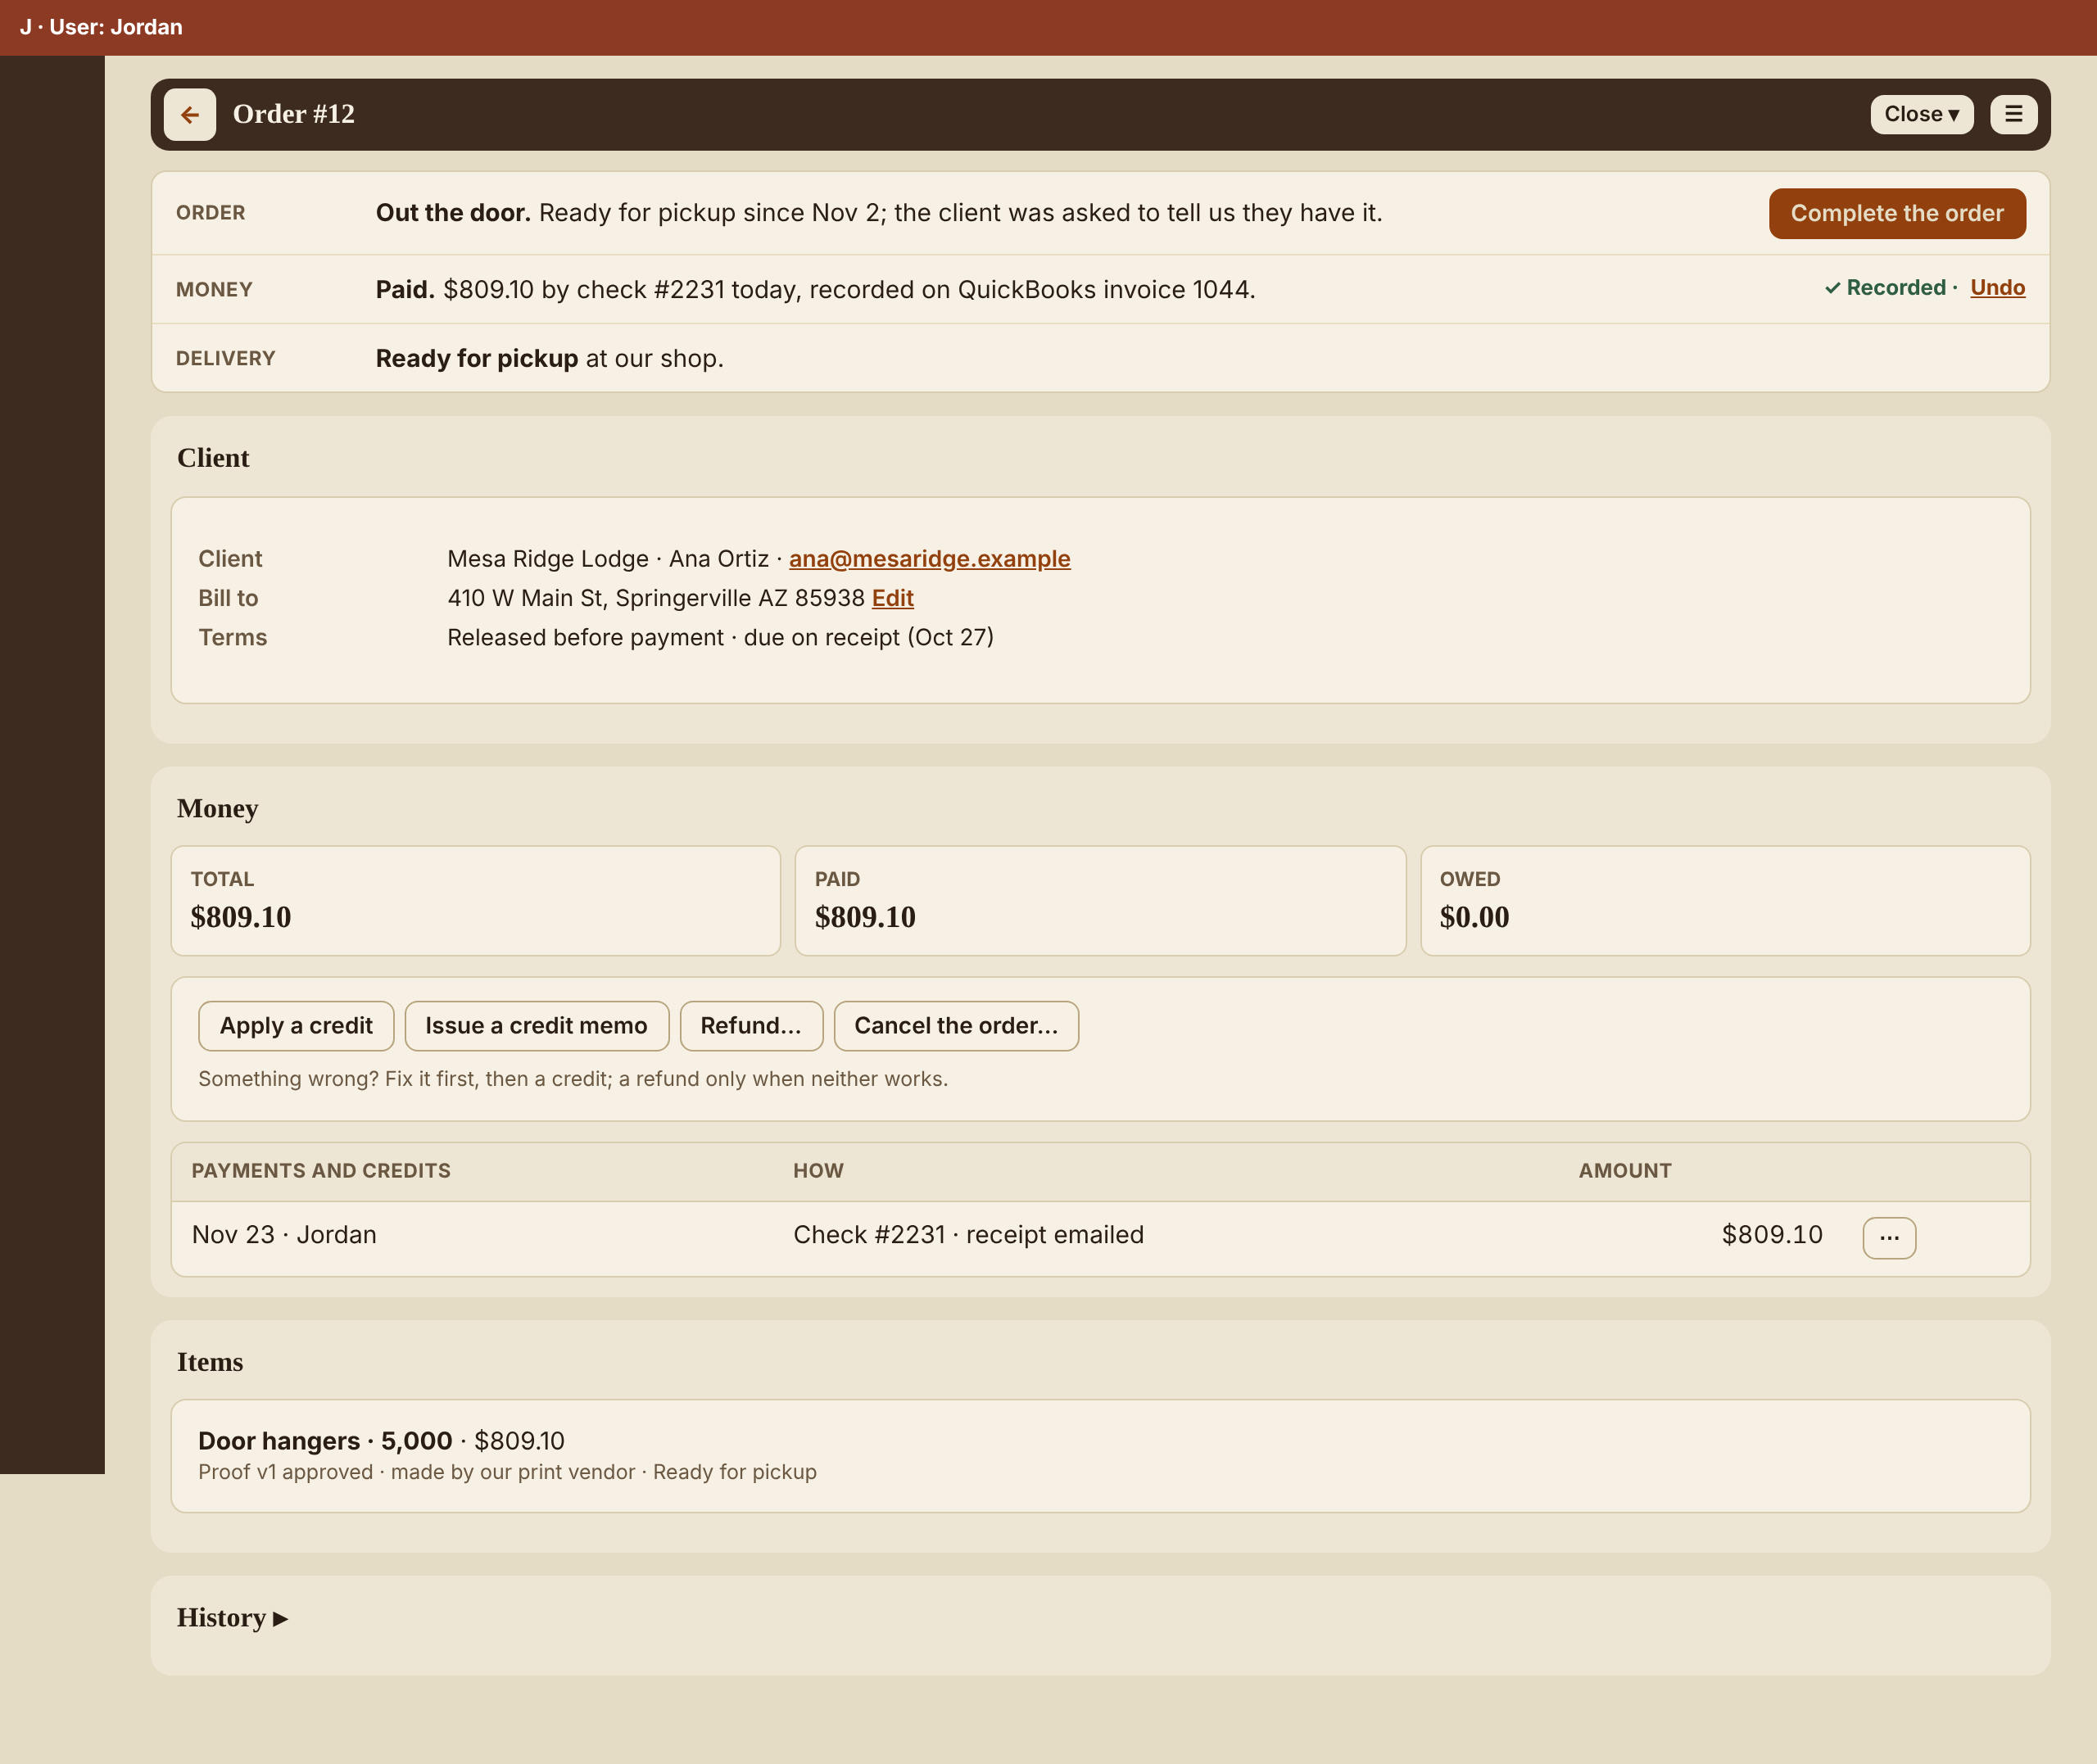 J · User: Jordan
← Order #12 Close ▾ ☰
ORDER Out the door. Ready for pickup since Nov 2; the client was asked to tell us they have it. Complete the order
MONEY Paid. $809.10 by check #2231 today, recorded on QuickBooks invoice 1044. ✓ Recorded · Undo
DELIVERY Ready for pickup at our shop.
Client
Client Mesa Ridge Lodge · Ana Ortiz · ana@mesaridge.example
Bill to 410 W Main St, Springerville AZ 85938 Edit
Terms Released before payment · due on receipt (Oct 27)
Money
TOTAL PAID OWED
$809.10 $809.10 $0.00
Apply a credit Issue a credit memo Refund... Cancel the order...
Something wrong? Fix it first, then a credit; a refund only when neither works.
PAYMENTS AND CREDITS HOW AMOUNT
Nov 23 · Jordan Check #2231 · receipt emailed $809.10 ...
Items
Door hangers · 5,000 · $809.10
Proof v1 approved · made by our print vendor · Ready for pickup
History ▸